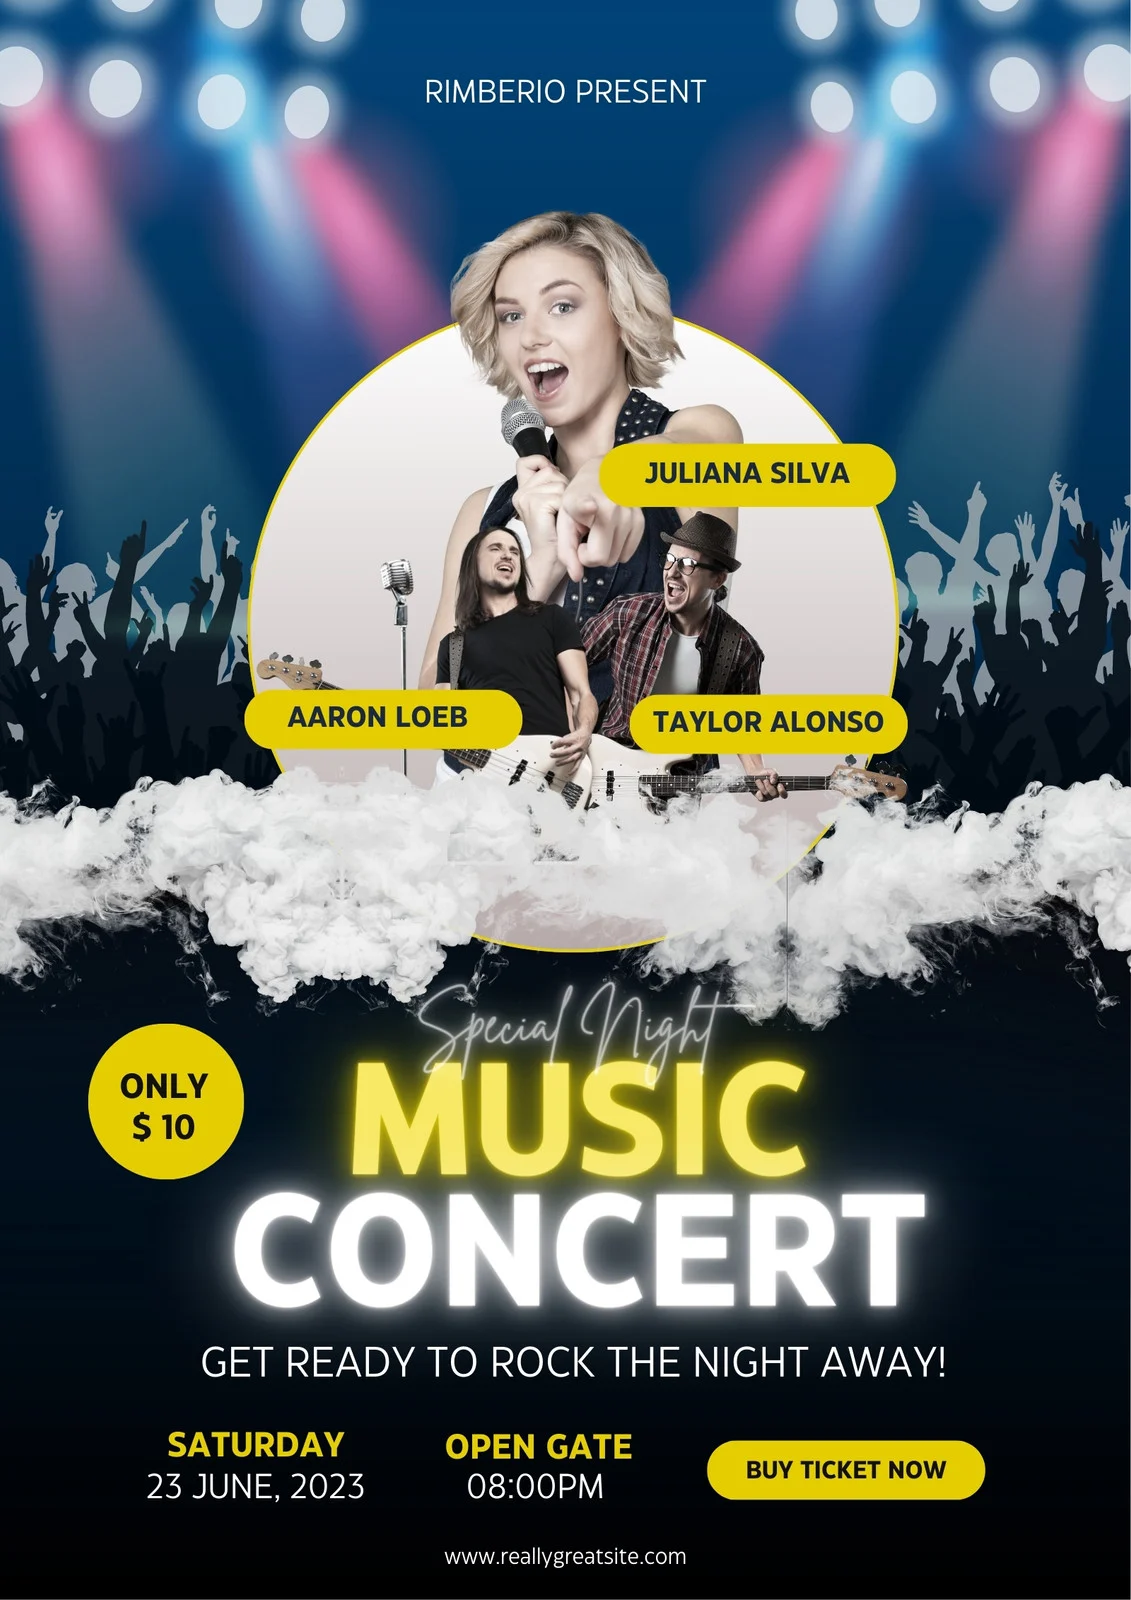 RIMBERIO PRESENT
JULIANA SILVA
AARON LOEB
TAYLOR ALONSO
Special Night
MUSIC
CONCERT
ONLY
$ 10
GET READY TO ROCK THE NIGHT AWAY!
SATURDAY
23 JUNE, 2023
OPEN GATE
08:00PM
BUY TICKET NOW
www.reallygreatsite.com